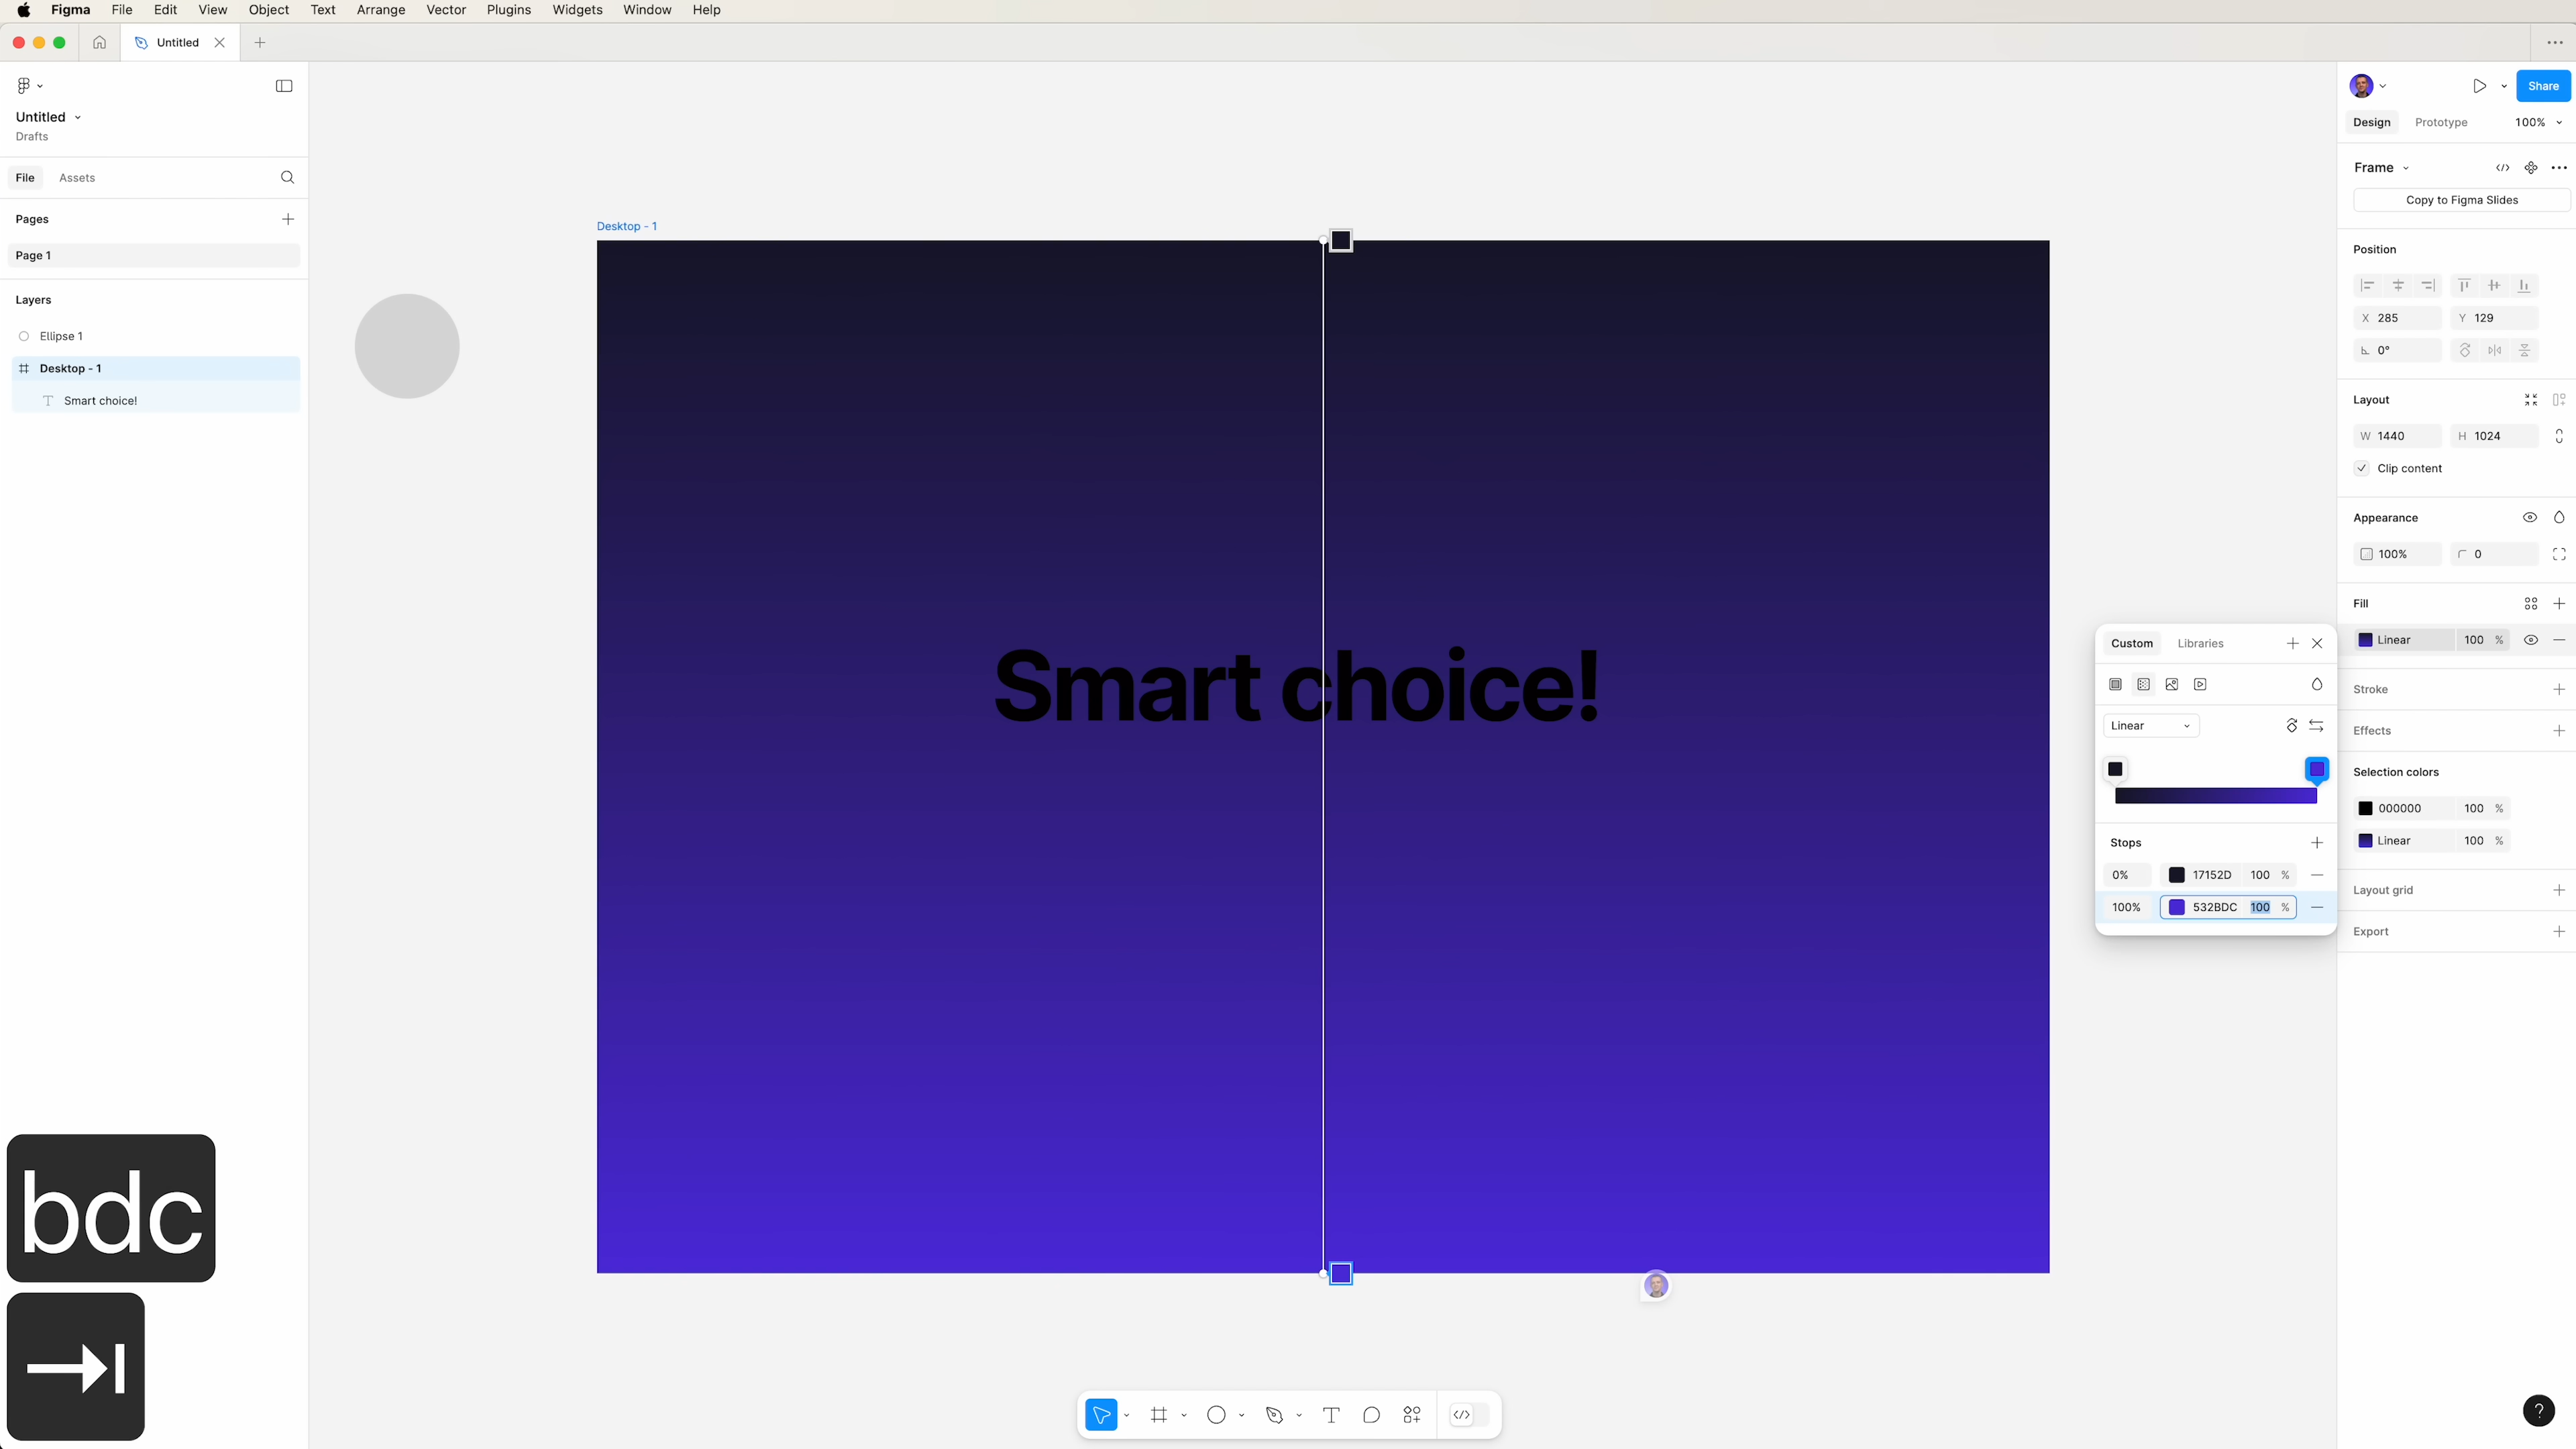 Figma File Edit View Object Text Arrange Vector Plugins Widgets Window Help
Untitled
Untitled
Drafts
File Assets
Pages
Page 1
Layers
Ellipse 1
Desktop - 1
Smart choice!
Desktop - 1
Smart choice!
bdc
Share
Design Prototype 100%
Frame
Copy to Figma Slides
Position
X 285 Y 129
0°
Layout
W 1440 H 1024
Clip content
Appearance
100% 0
Fill
Linear 100 %
Stroke
Effects
Selection colors
000000 100 %
Linear 100 %
Layout grid
Export
Custom Libraries
Linear
Stops
0% 17152D 100 %
100% 532BDC 100 %
?